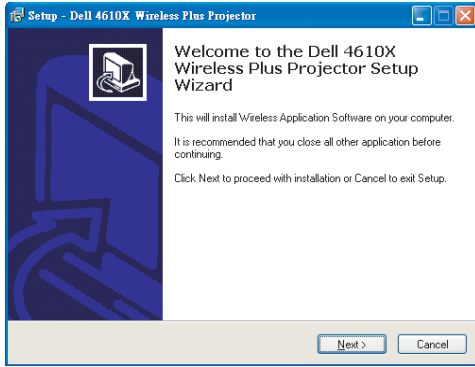 Setup - Dell 4610X Wireless Plus Projector
Welcome to the Dell 4610X
Wireless Plus Projector Setup
Wizard
This will install Wireless Application Software on your computer.
It is recommended that you close all other application before
continuing.
Click Next to proceed with installation or Cancel to exit Setup.
Next >
Cancel